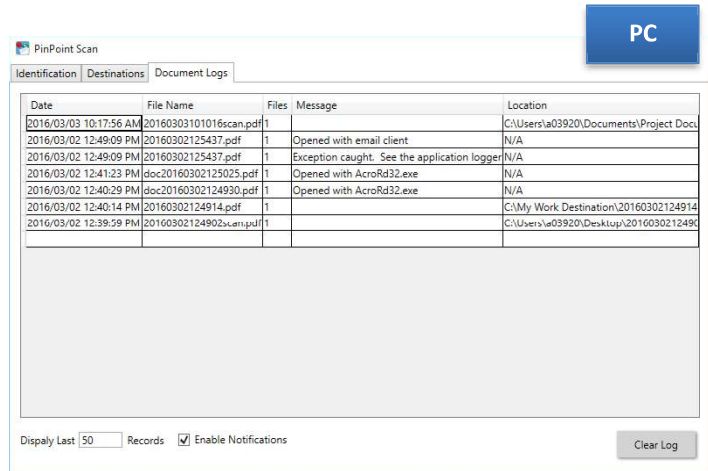 PC
PinPoint Scan
Identification Destinations Document Logs
Date File Name Files Message Location
2016/03/03 10:17:56 AM 20160303101016scan.pdf 1 C:\Users\a03920\Documents\Project Docu
2016/03/02 12:49:09 PM 20160302125437.pdf 1 Opened with email client N/A
2016/03/02 12:49:09 PM 20160302125437.pdf 1 Exception caught. See the application logger N/A
2016/03/02 12:41:23 PM doc20160302125025.pdf 1 Opened with AcroRd32.exe N/A
2016/03/02 12:40:29 PM doc20160302124930.pdf 1 Opened with AcroRd32.exe N/A
2016/03/02 12:40:14 PM 20160302124914.pdf 1 C:\My Work Destination\20160302124914
2016/03/02 12:39:59 PM 20160302124902scan.pdf 1 C:\Users\a03920\Desktop\2016030212490
Dispaly Last 50 Records Enable Notifications
Clear Log